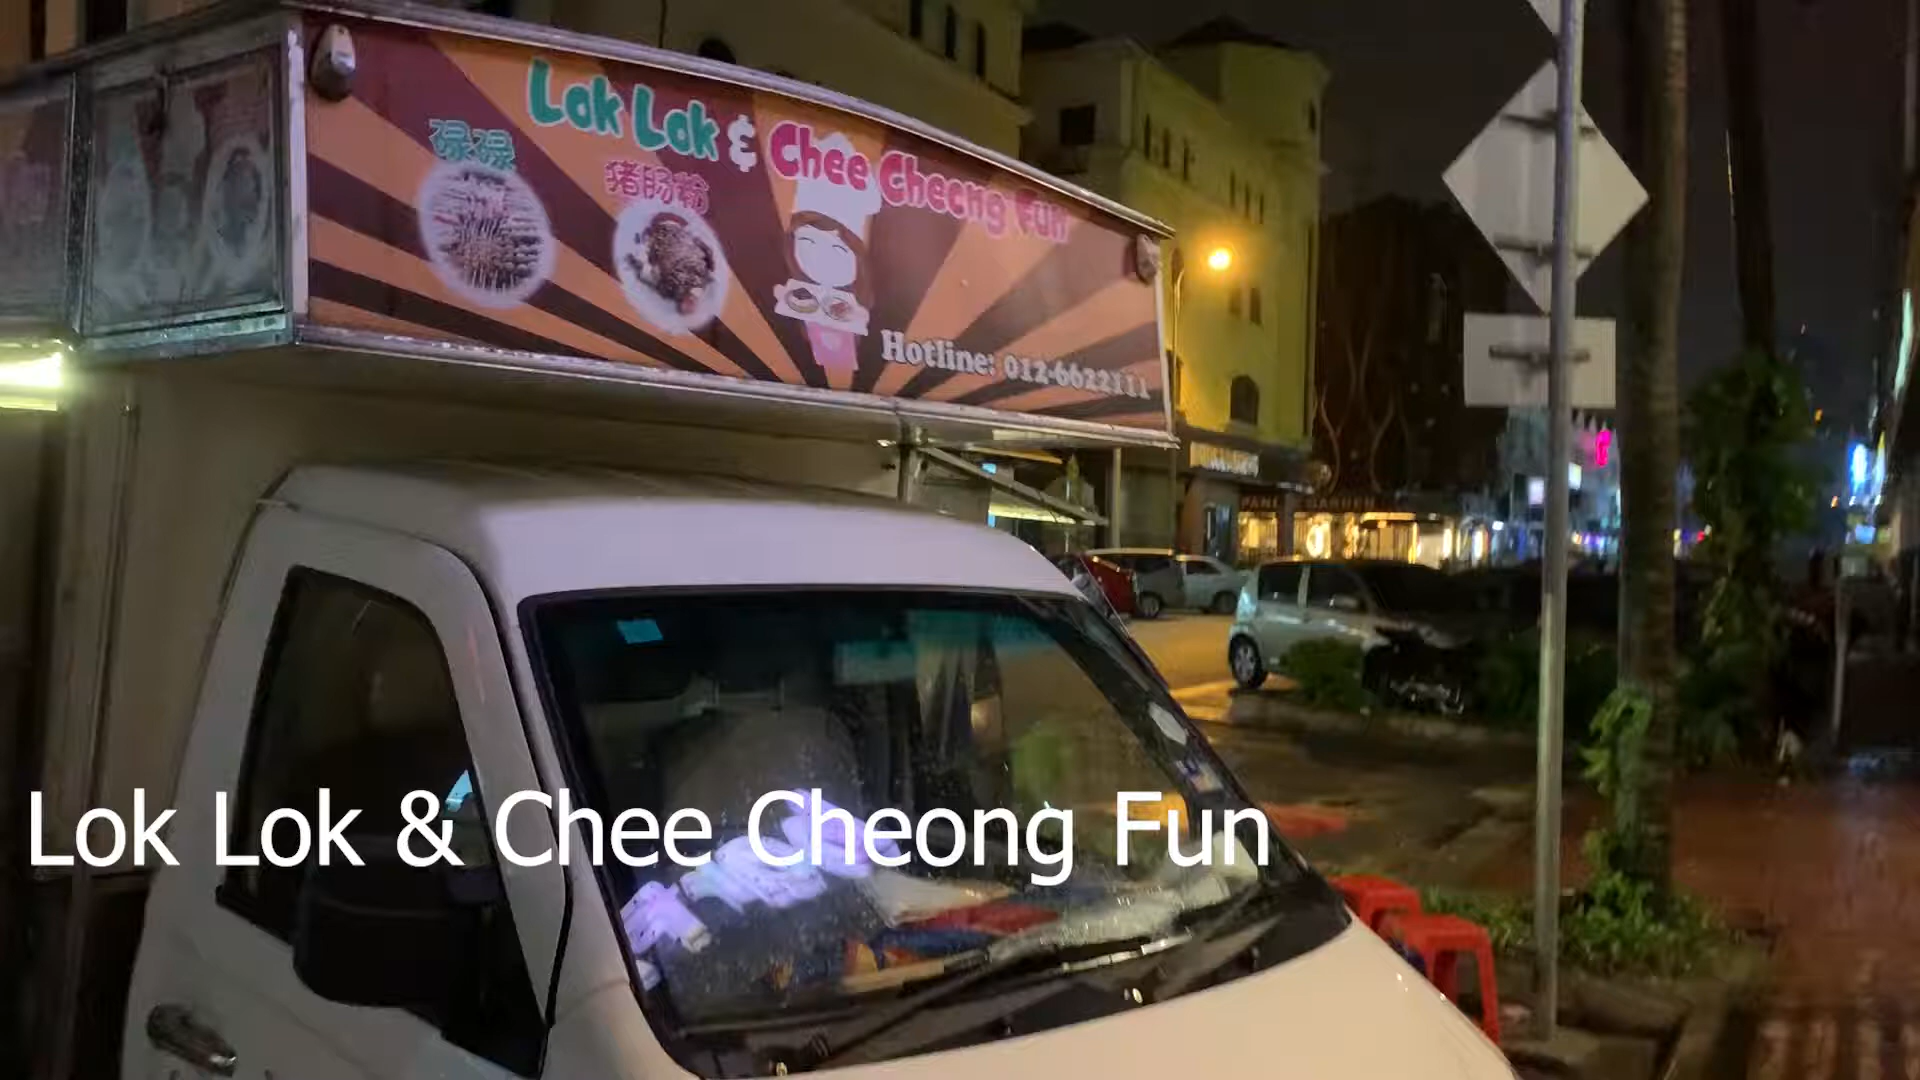 Lok Lok & Chee Cheong Fun
碌碌
猪肠粉
Hotline: 012-6622111
Lok Lok & Chee Cheong Fun